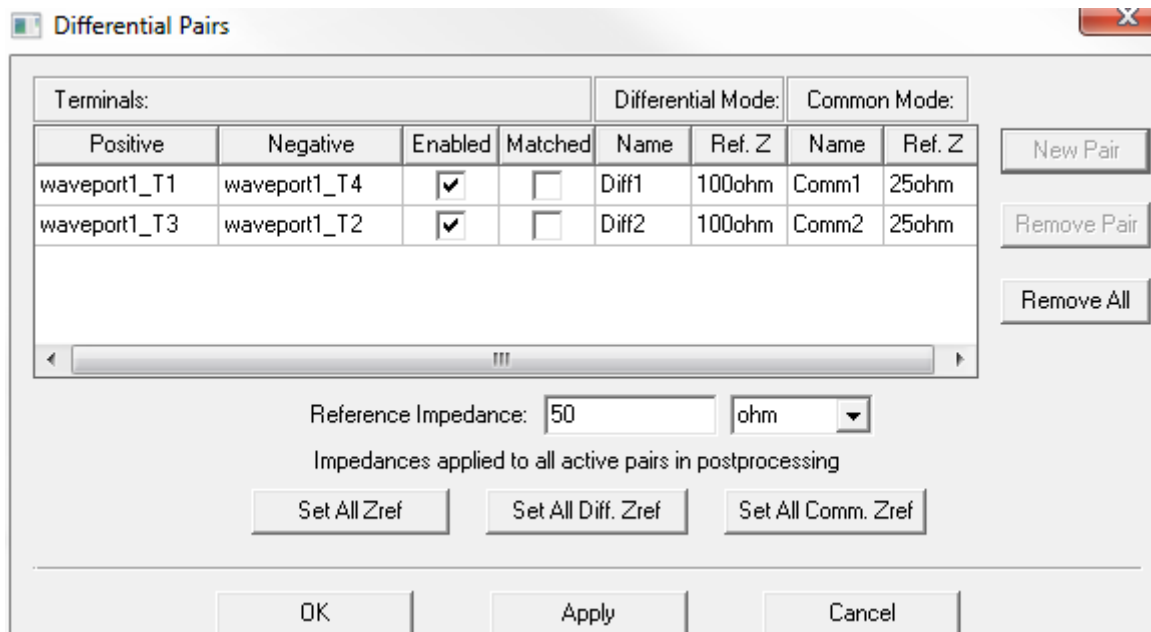 Differential Pairs
X
Terminals: Differential Mode: Common Mode:
Positive Negative Enabled Matched Name Ref. Z Name Ref. Z
waveport1_T1 waveport1_T4 Diff1 100ohm Comm1 25ohm
waveport1_T3 waveport1_T2 Diff2 100ohm Comm2 25ohm
New Pair
Remove Pair
Remove All
Reference Impedance: 50 ohm
Impedances applied to all active pairs in postprocessing
Set All Zref Set All Diff. Zref Set All Comm. Zref
OK Apply Cancel